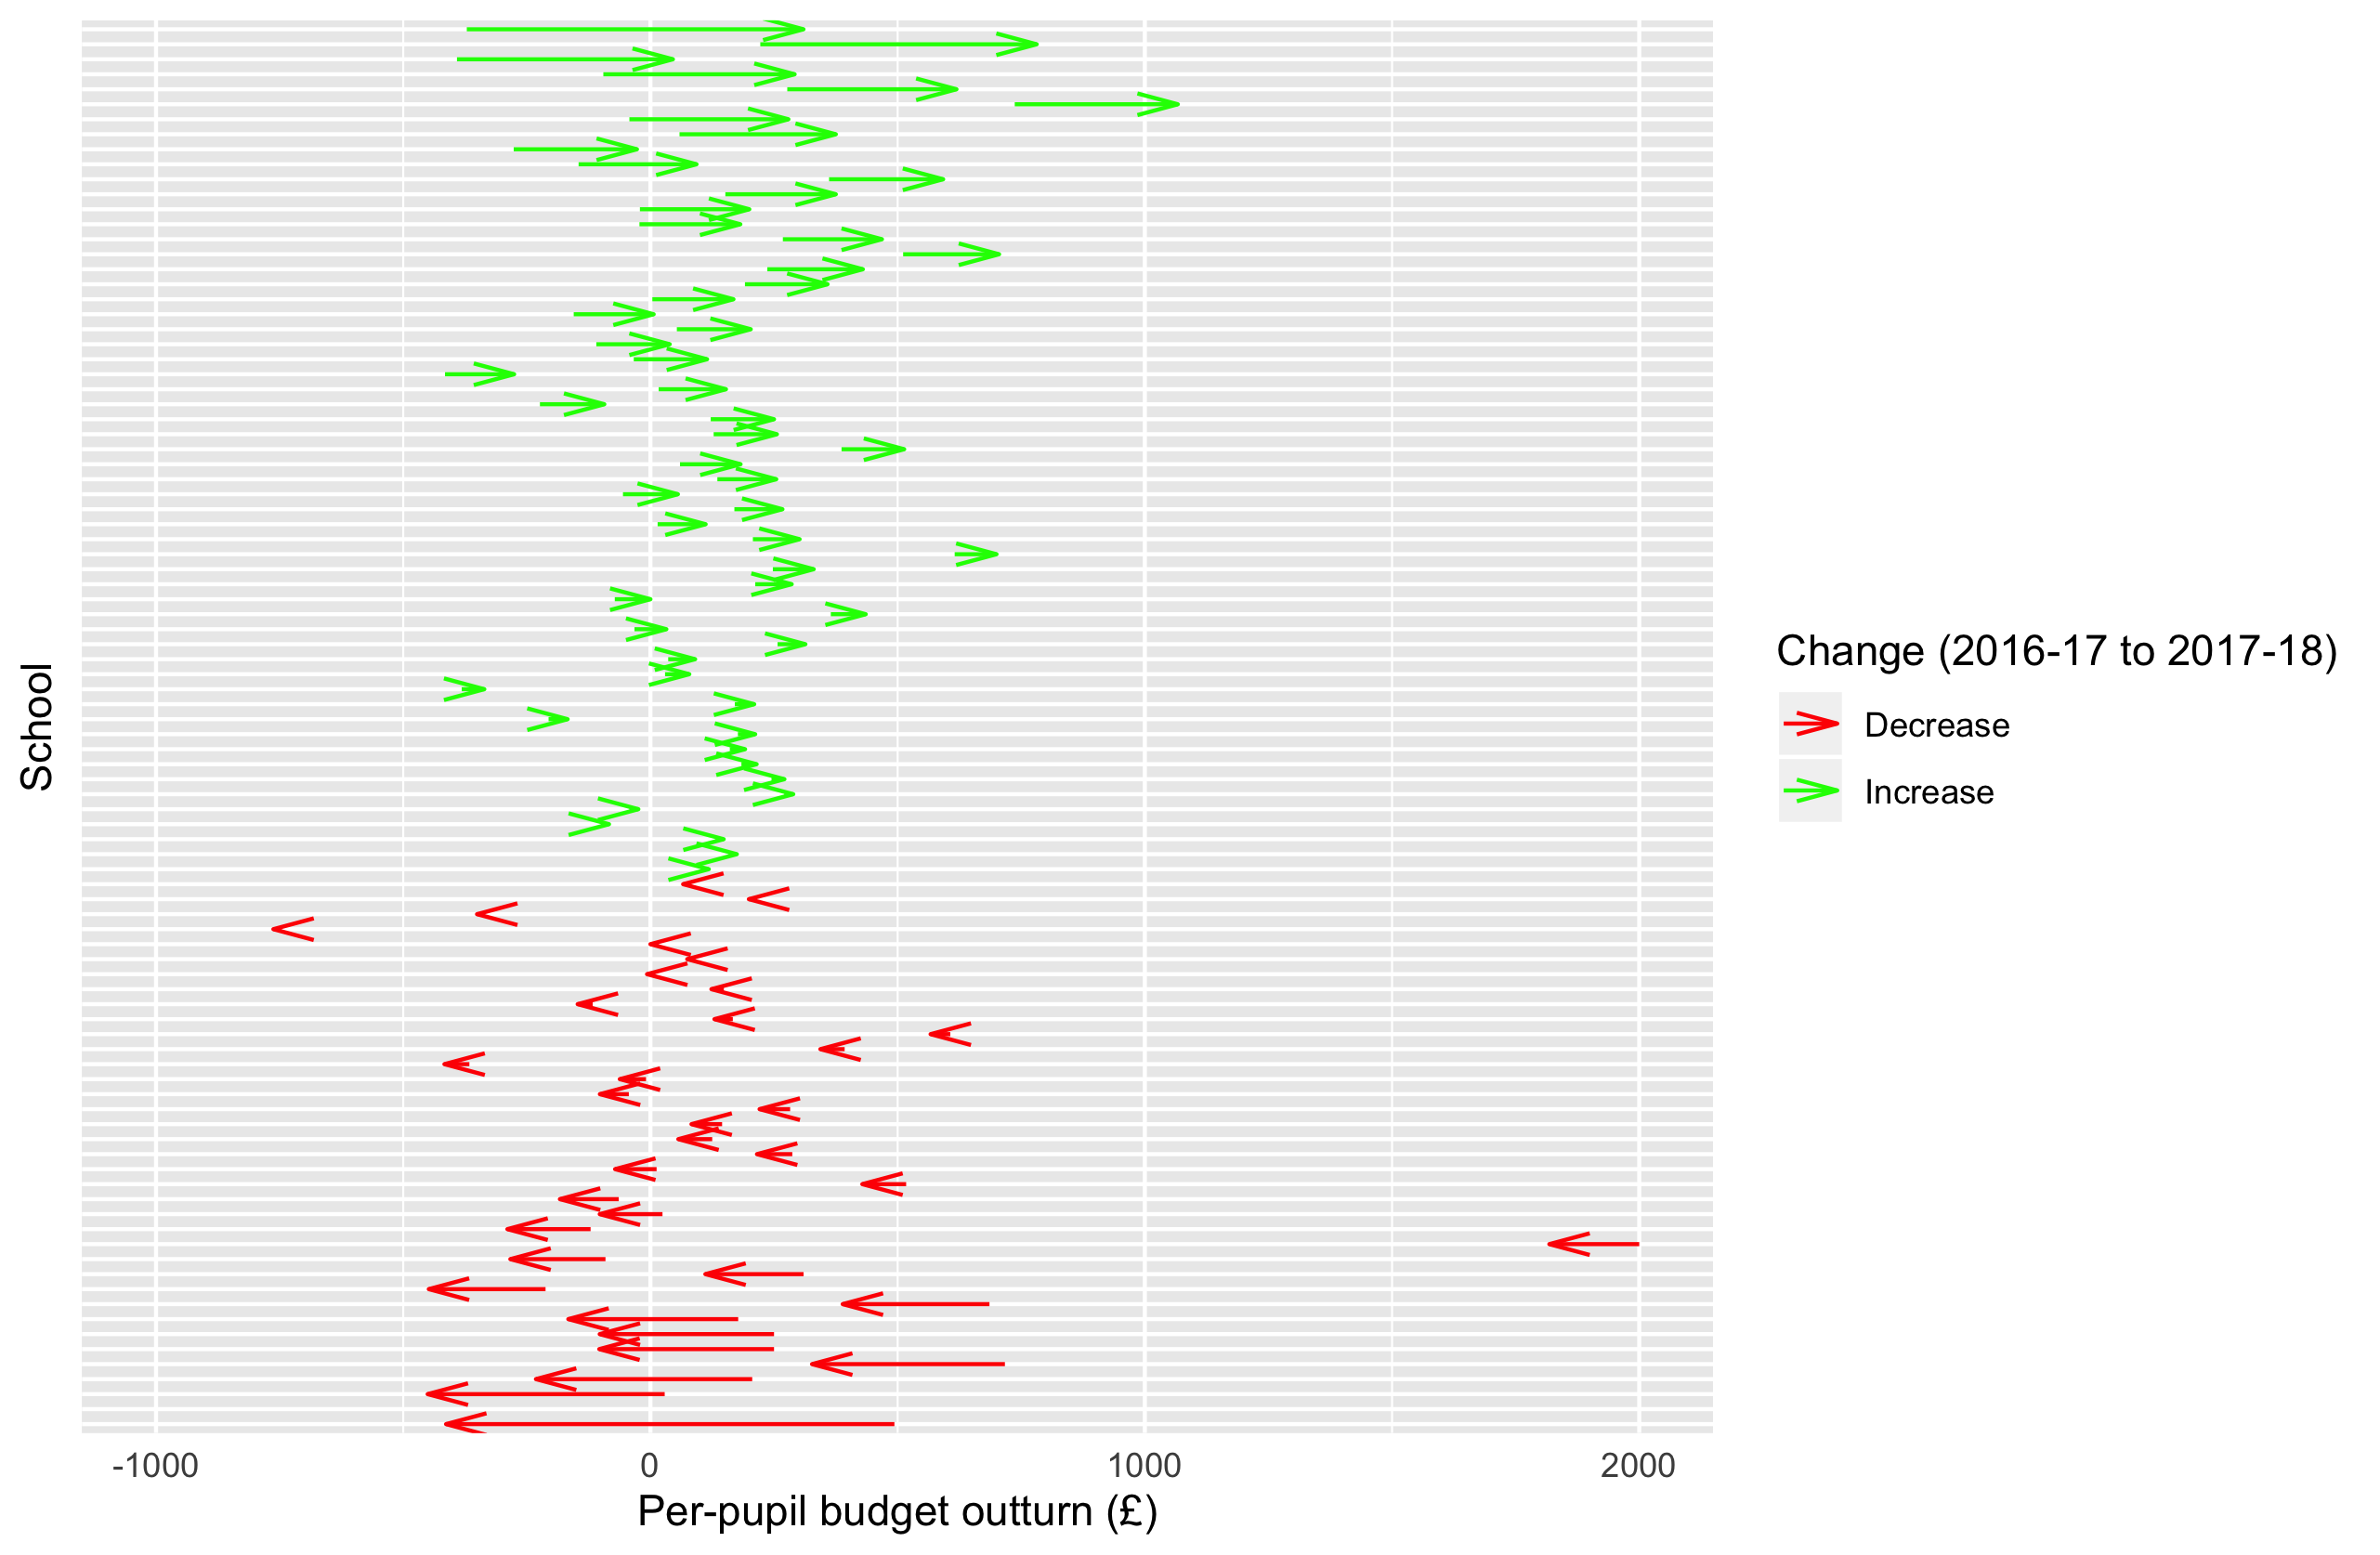 School
Change (2016-17 to 2017-18)
Decrease
Increase
-1000 0 1000 2000
Per-pupil budget outturn (£)